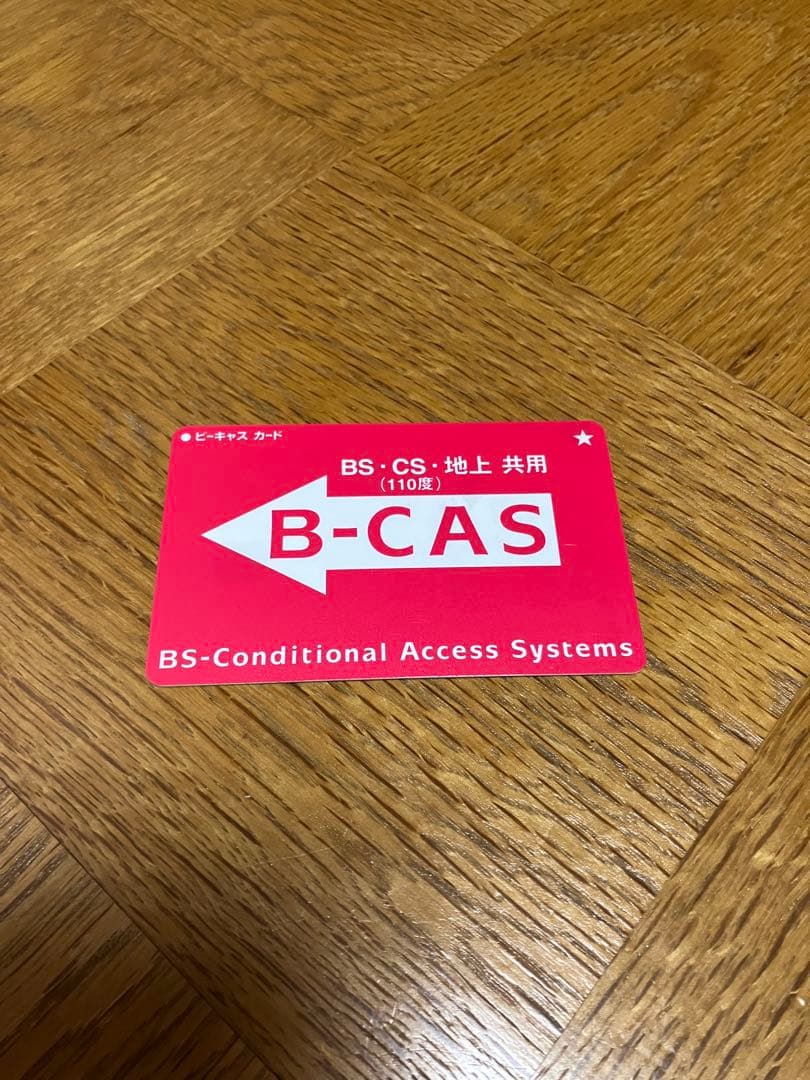 ●ビーキャス カード ★
BS・CS・地上 共用
(110度)
B-CAS
BS-Conditional Access Systems